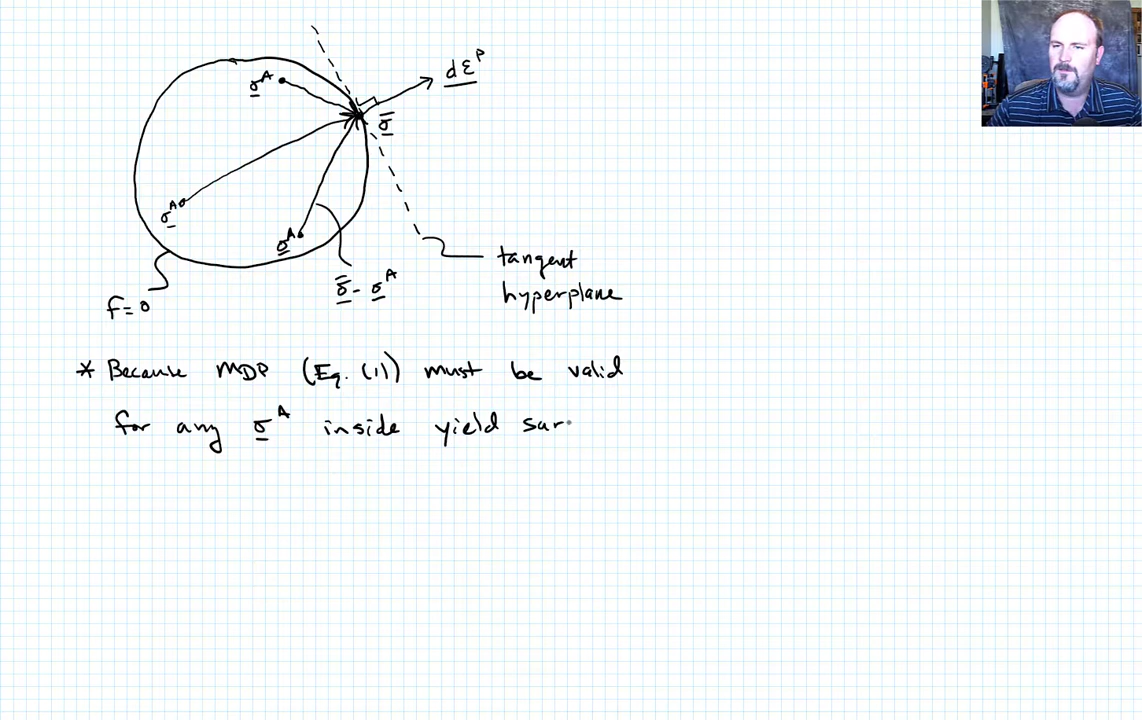 σ^A
dε^P
σ̄
σ^A
σ^A
σ̄ - σ^A
tangent
hyperplane
f=0
* Because MDP (Eq. (1)) must be valid
for any σ^A inside yield sur